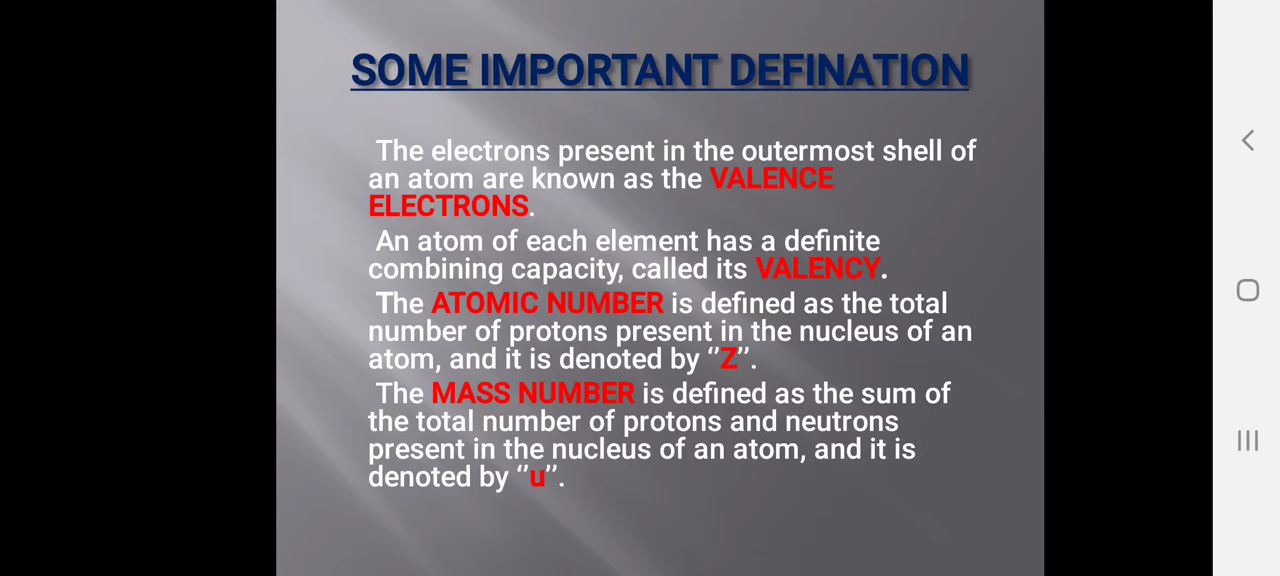 SOME IMPORTANT DEFINATION
The electrons present in the outermost shell of
an atom are known as the VALENCE
ELECTRONS.
An atom of each element has a definite
combining capacity, called its VALENCY.
The ATOMIC NUMBER is defined as the total
number of protons present in the nucleus of an
atom, and it is denoted by ‘’Z’’.
The MASS NUMBER is defined as the sum of
the total number of protons and neutrons
present in the nucleus of an atom, and it is
denoted by ‘’u’’.